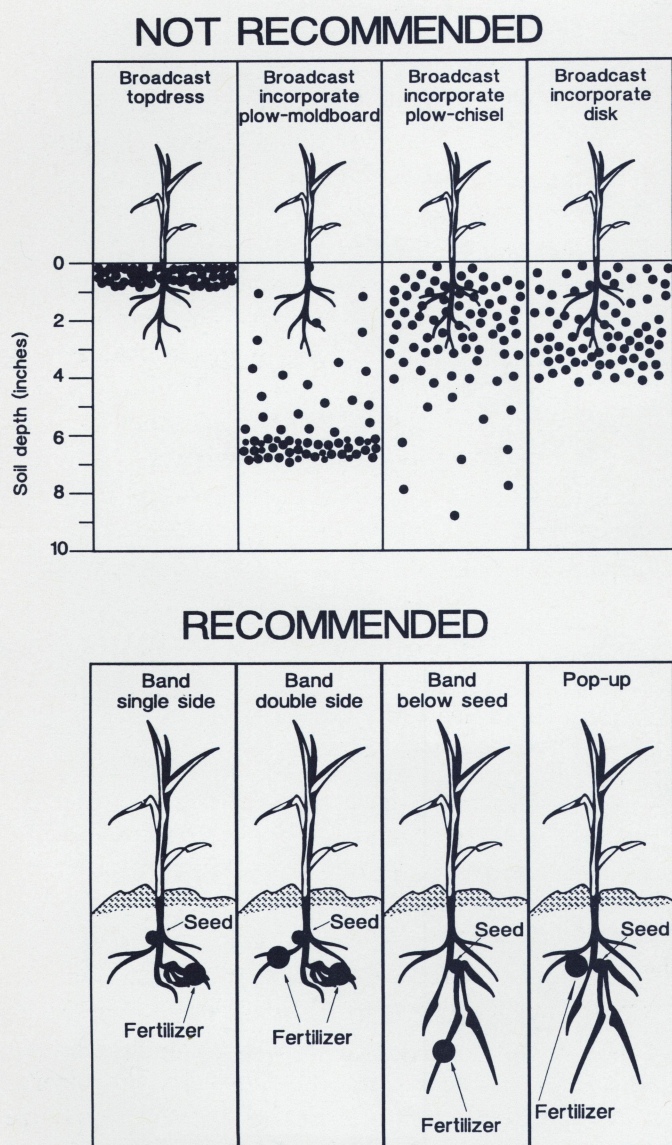 NOT RECOMMENDED
Broadcast
topdress
Broadcast
incorporate
plow-moldboard
Broadcast
incorporate
plow-chisel
Broadcast
incorporate
disk
Soil depth (inches)
0
2
4
6
8
10
RECOMMENDED
Band
single side
Band
double side
Band
below seed
Pop-up
Seed
Fertilizer
Seed
Fertilizer
Seed
Fertilizer
Seed
Fertilizer